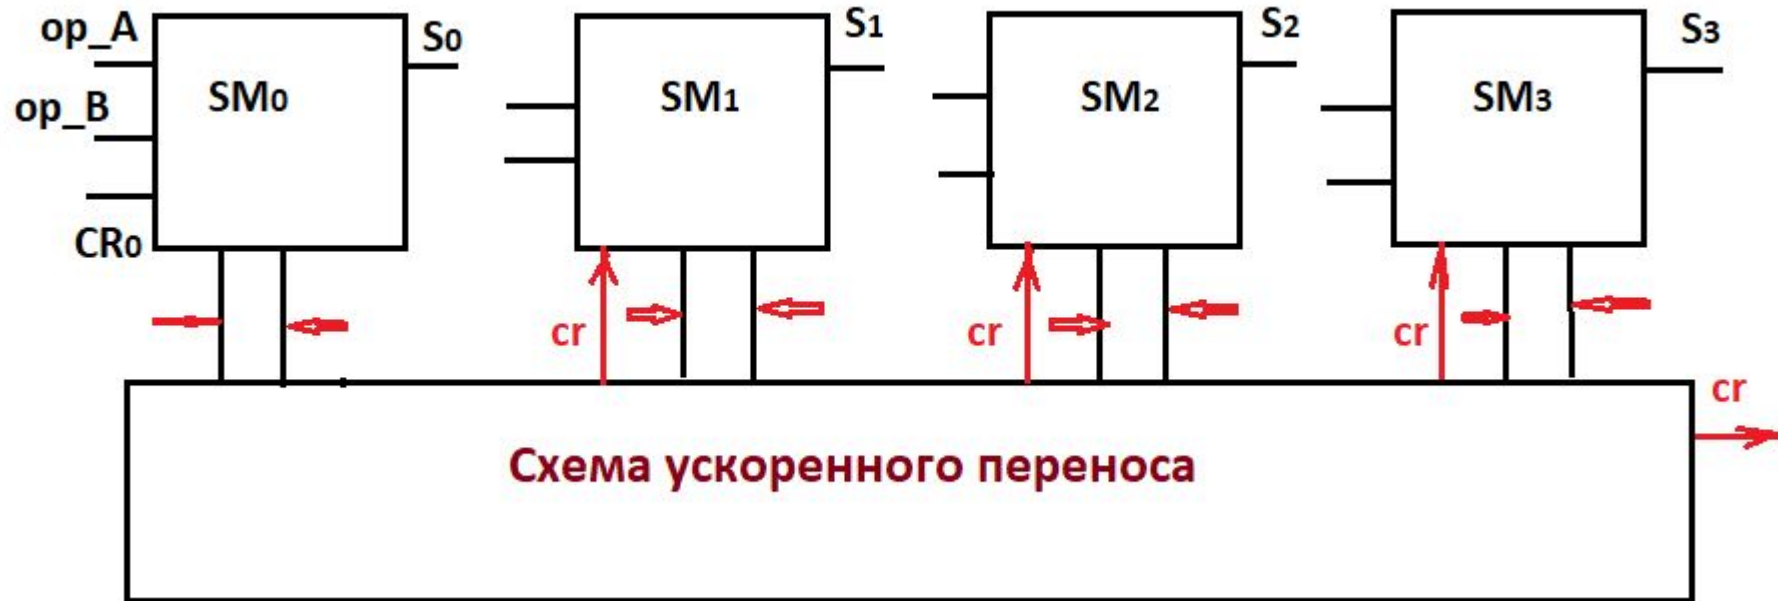 op_A
op_B
CR0
SM0
S0
SM1
S1
SM2
S2
SM3
S3
cr
cr
cr
cr
Схема ускоренного переноса